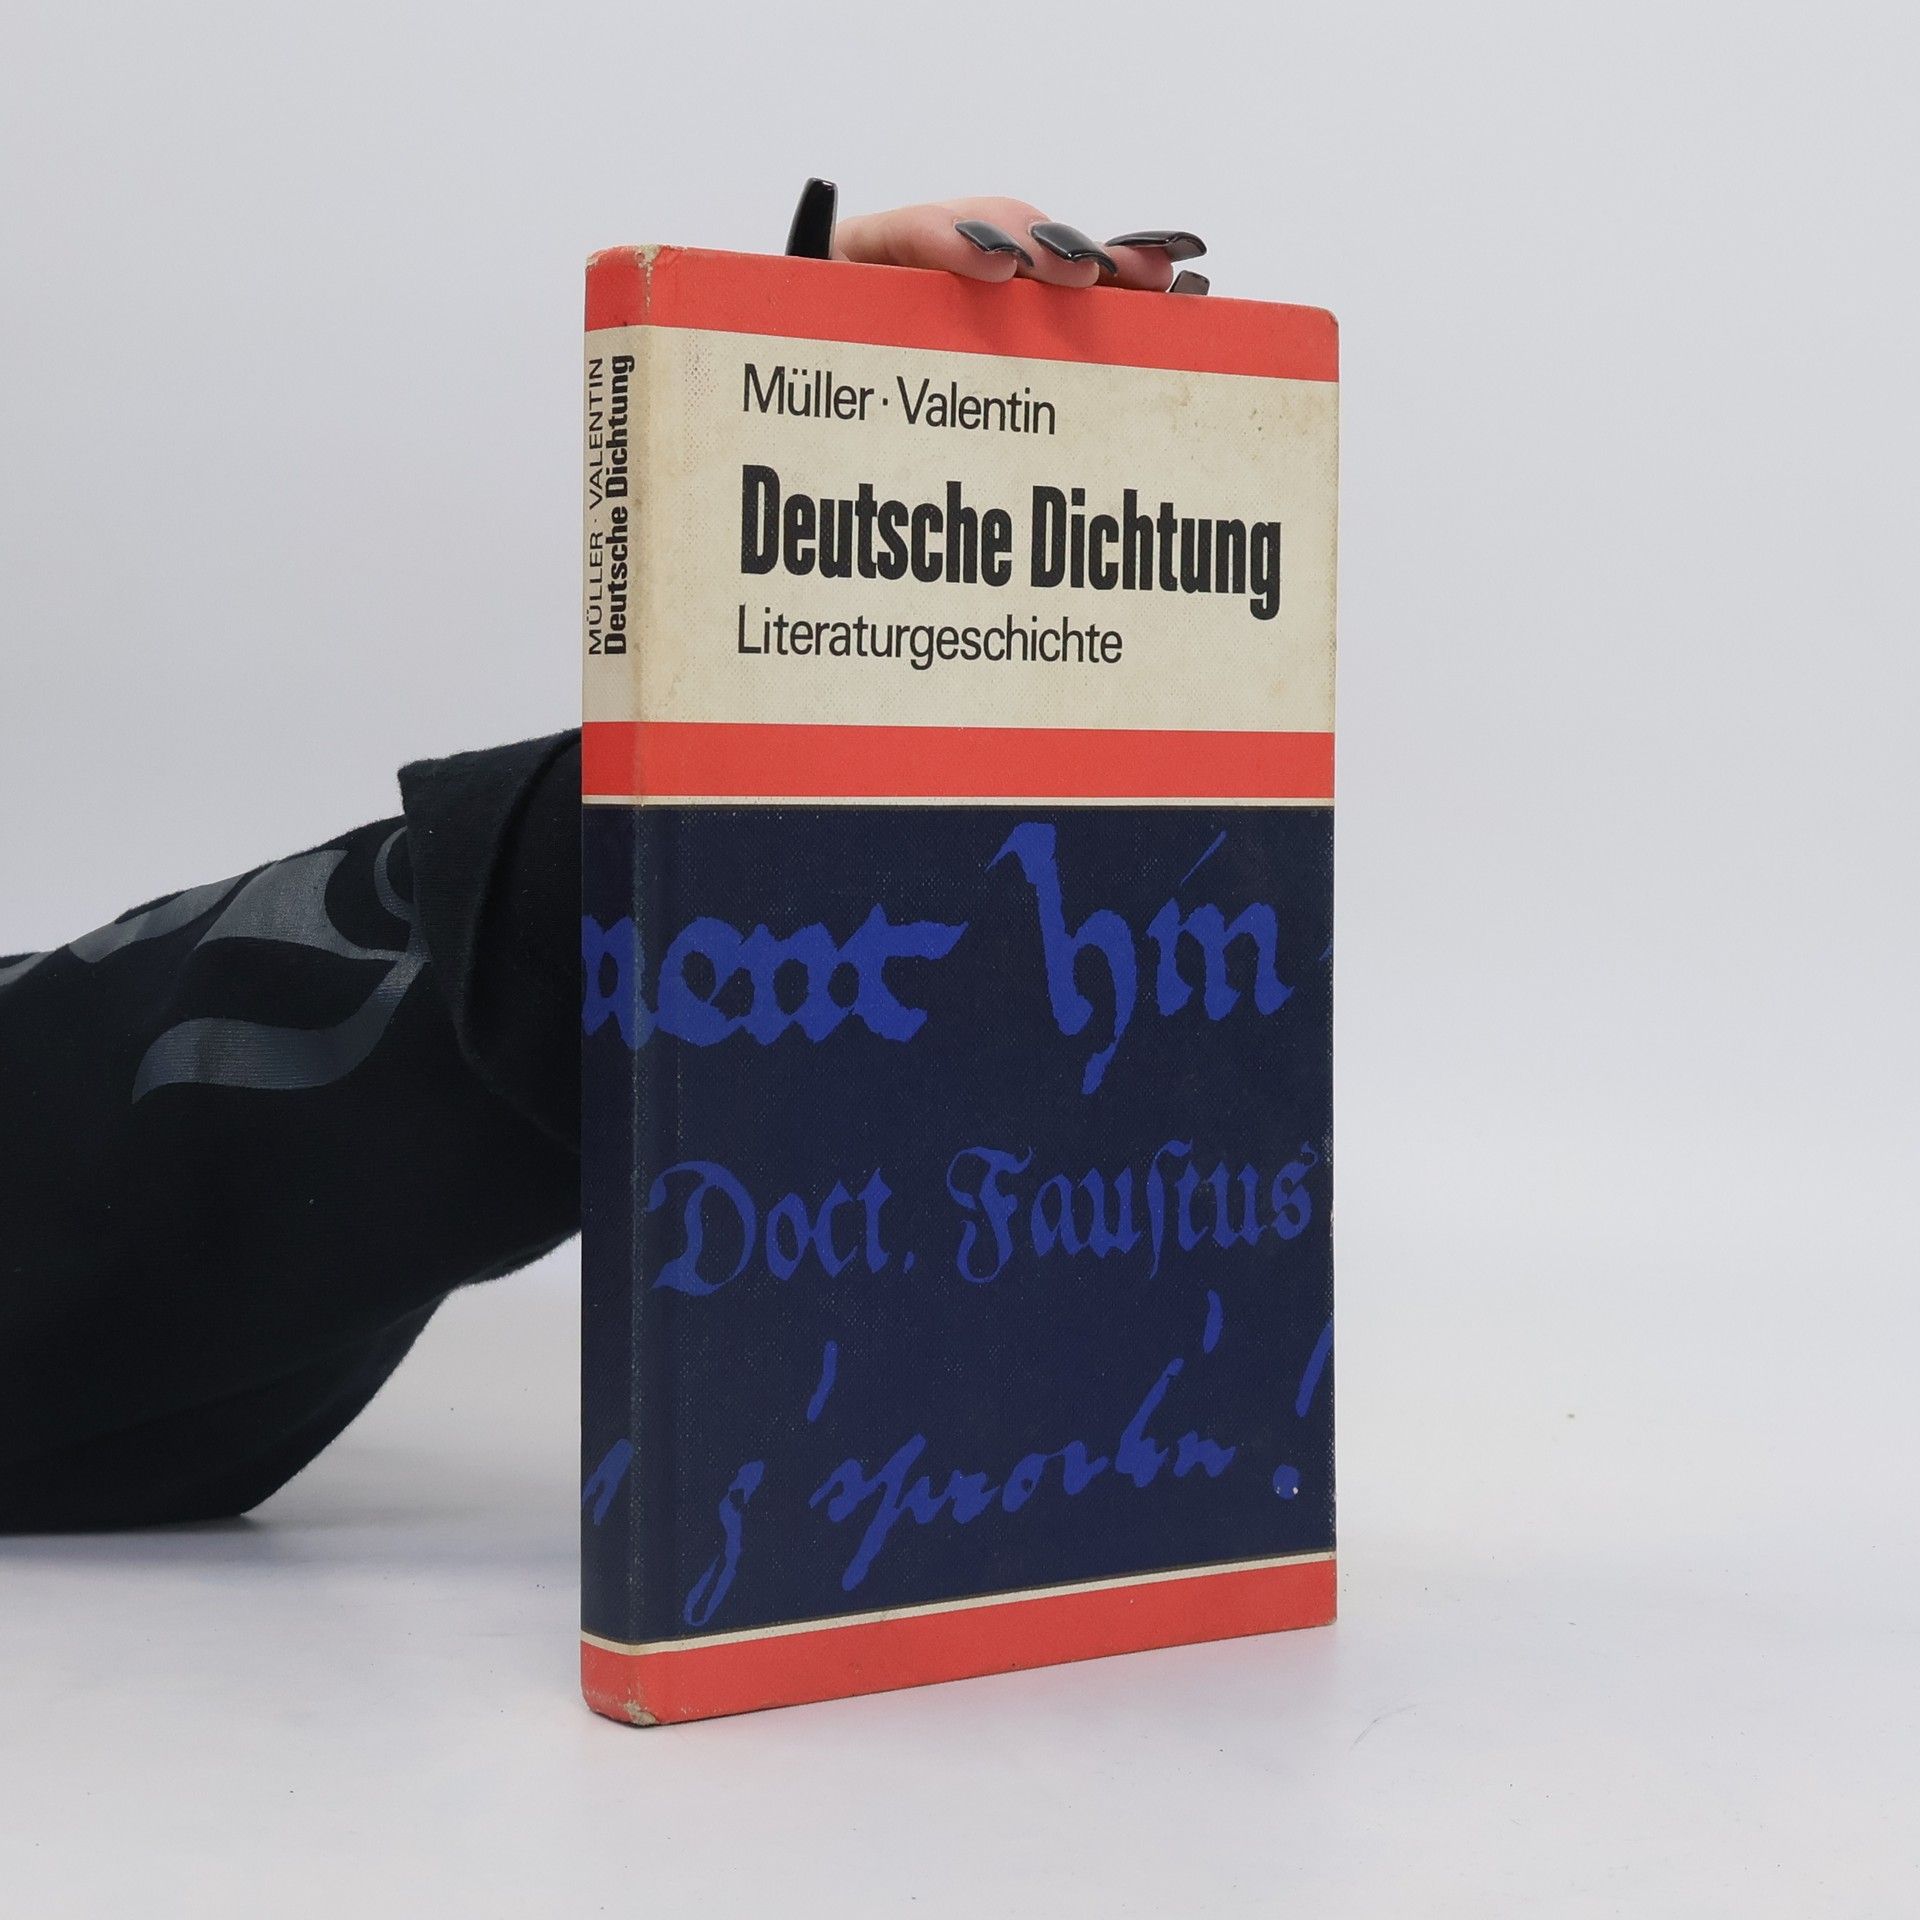 MÜLLER · VALENTIN
Deutsche Dichtung
Müller · Valentin
Deutsche Dichtung
Literaturgeschichte
hin
Doct. Fauſtus